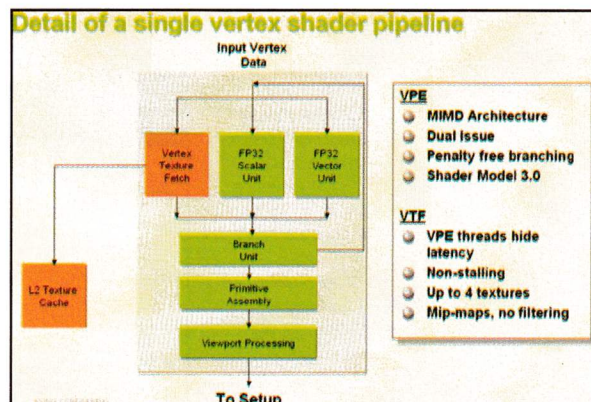 Detail of a single vertex shader pipeline
Input Vertex
Data
Vertex
Texture
Fetch
FP32
Scalar
Unit
FP32
Vector
Unit
Branch
Unit
L2 Texture
Cache
Primitive
Assembly
Viewport Processing
To Setup
VPE
MIMD Architecture
Dual Issue
Penalty free branching
Shader Model 3.0
VTF
VPE threads hide
latency
Non-stalling
Up to 4 textures
Mip-maps, no filtering